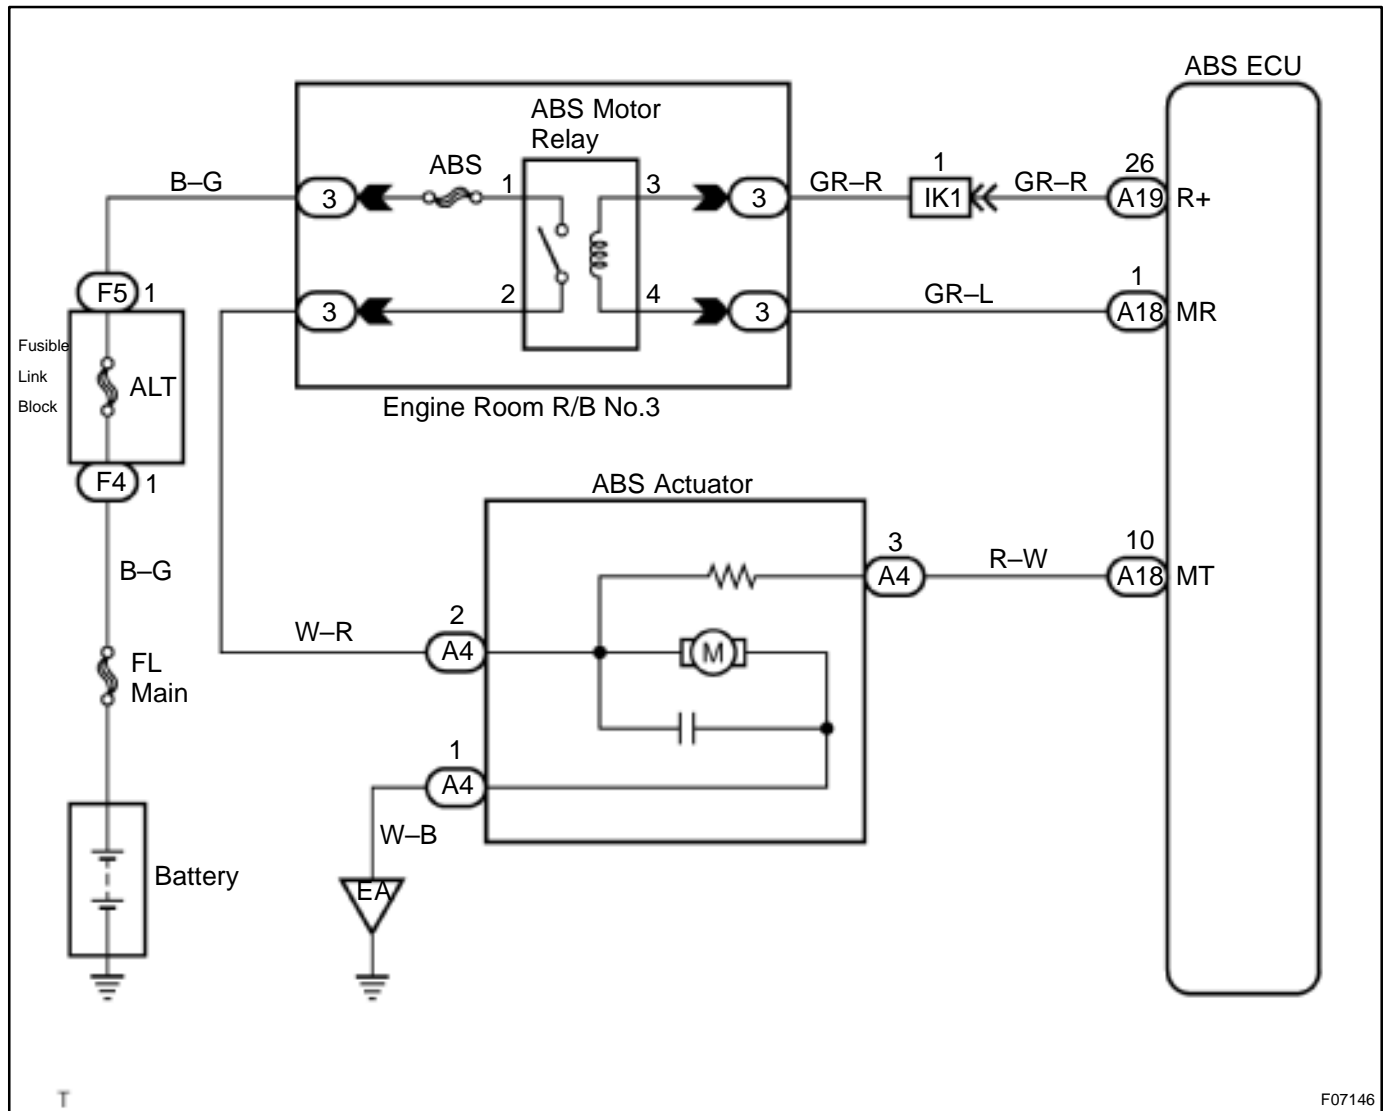 ABS ECU
ABS Motor
Relay
ABS
B–G
3
1
3
3
GR–R
1
IK1
GR–R
26
A19
R+
F5
1
3
2
4
3
GR–L
1
A18
MR
Fusible
Link
Block
ALT
Engine Room R/B No.3
F4
1
ABS Actuator
B–G
3
A4
R–W
10
A18
MT
W–R
2
A4
M
FL
Main
1
A4
W–B
Battery
EA
T
F07146